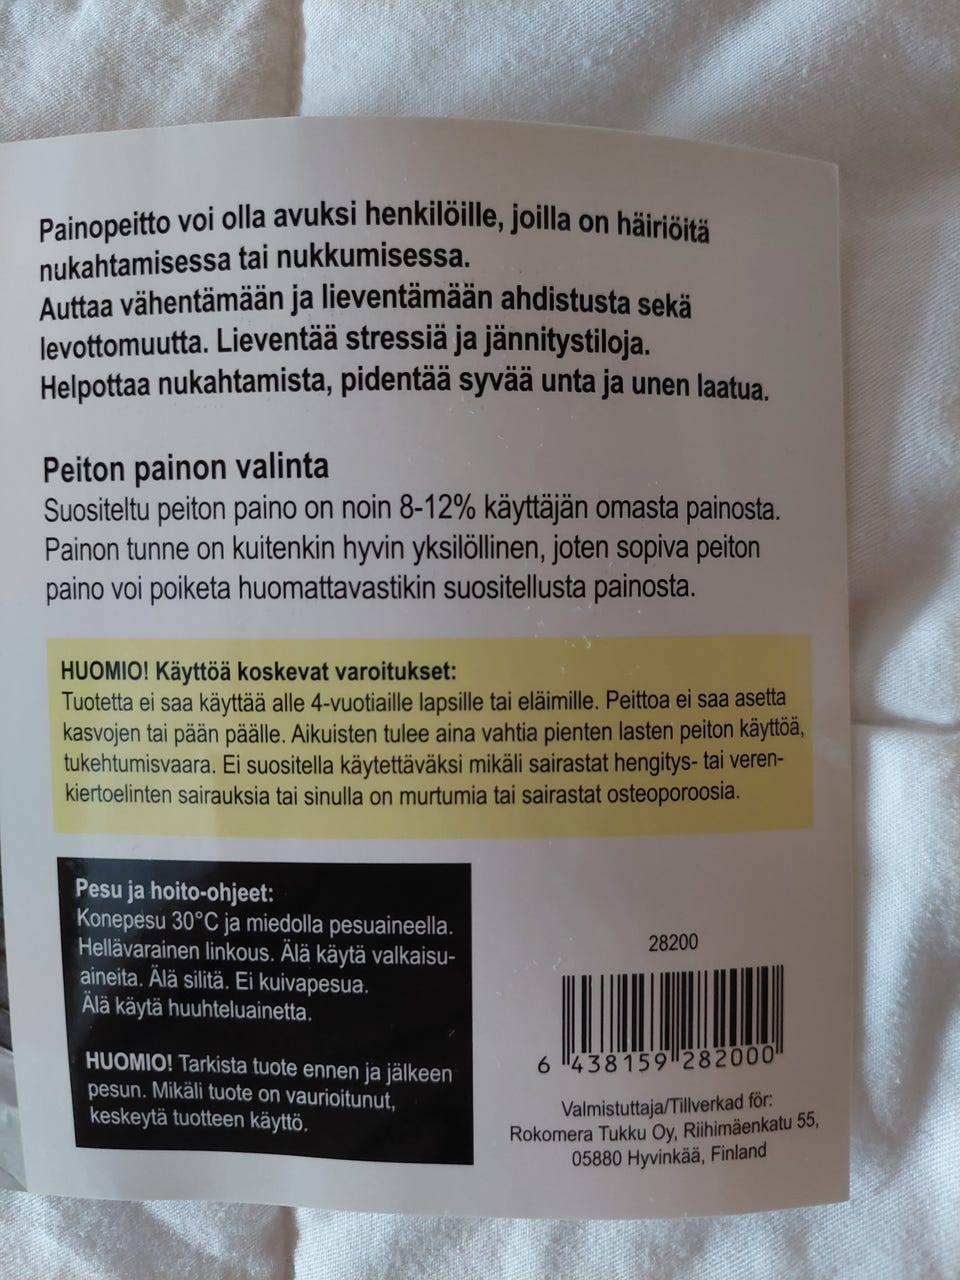 Painopeitto voi olla avuksi henkilöille, joilla on häiriöitä
nukahtamisessa tai nukkumisessa.
Auttaa vähentämään ja lieventämään ahdistusta sekä
levottomuutta. Lieventää stressiä ja jännitystiloja.
Helpottaa nukahtamista, pidentää syvää unta ja unen laatua.
Peiton painon valinta
Suositeltu peiton paino on noin 8-12% käyttäjän omasta painosta.
Painon tunne on kuitenkin hyvin yksilöllinen, joten sopiva peiton
paino voi poiketa huomattavastikin suositellusta painosta.
HUOMIO! Käyttöä koskevat varoitukset:
Tuotetta ei saa käyttää alle 4-vuotiaille lapsille tai eläimille. Peittoa ei saa asetta
kasvojen tai pään päälle. Aikuisten tulee aina vahtia pienten lasten peiton käyttöä,
tukehtumisvaara. Ei suositella käytettäväksi mikäli sairastat hengitys- tai veren-
kiertoelinten sairauksia tai sinulla on murtumia tai sairastat osteoporoosia.
Pesu ja hoito-ohjeet:
Konepesu 30°C ja miedolla pesuaineella.
Hellävarainen linkous. Älä käytä valkaisu-
aineita. Älä silitä. Ei kuivapesua.
Älä käytä huuhteluainetta.
HUOMIO! Tarkista tuote ennen ja jälkeen
pesun. Mikäli tuote on vaurioitunut,
keskeytä tuotteen käyttö.
28200
6 438159 282000
Valmistuttaja/Tillverkad för:
Rokomera Tukku Oy, Riihimäenkatu 55,
05880 Hyvinkää, Finland